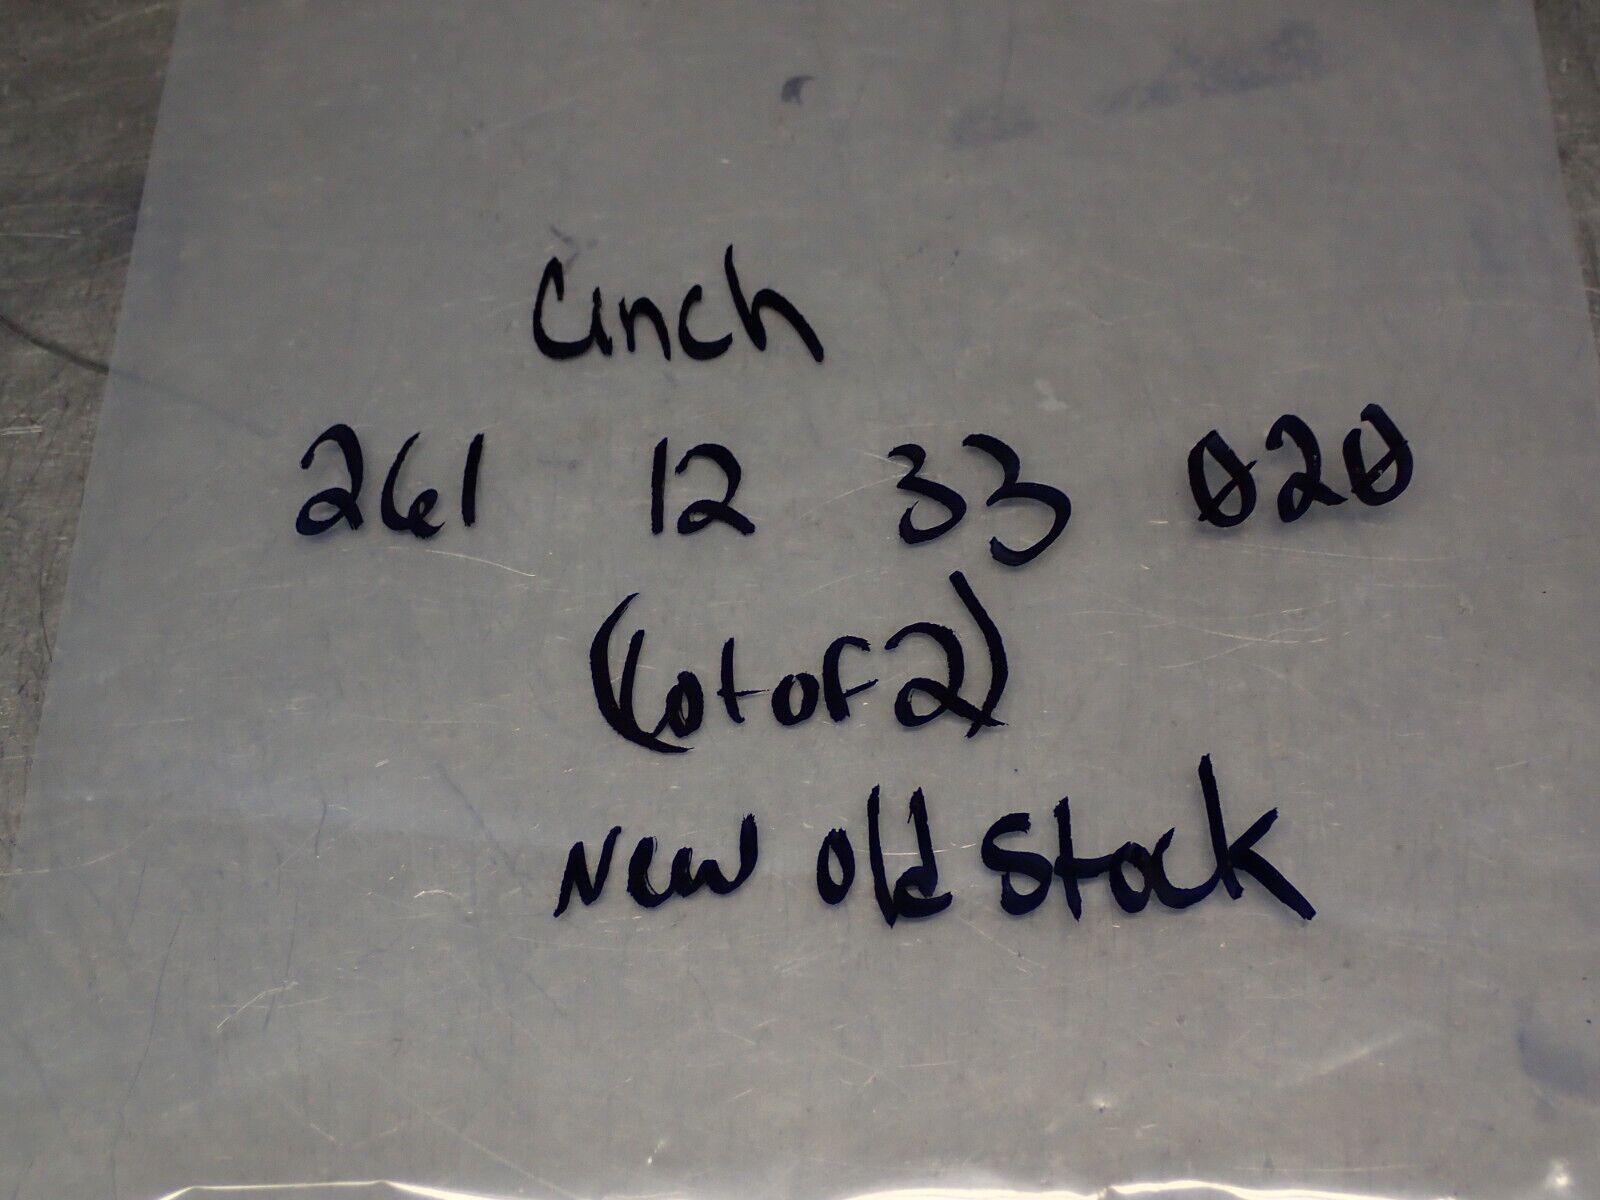 Cinch
261 12 33 020
(Lot of 2)
New Old Stock